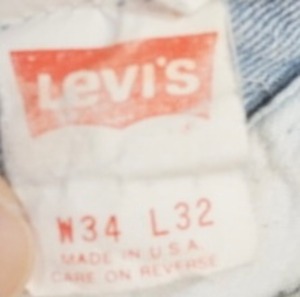 Levi's
W34 L32
MADE IN U.S.A.
CARE ON REVERSE